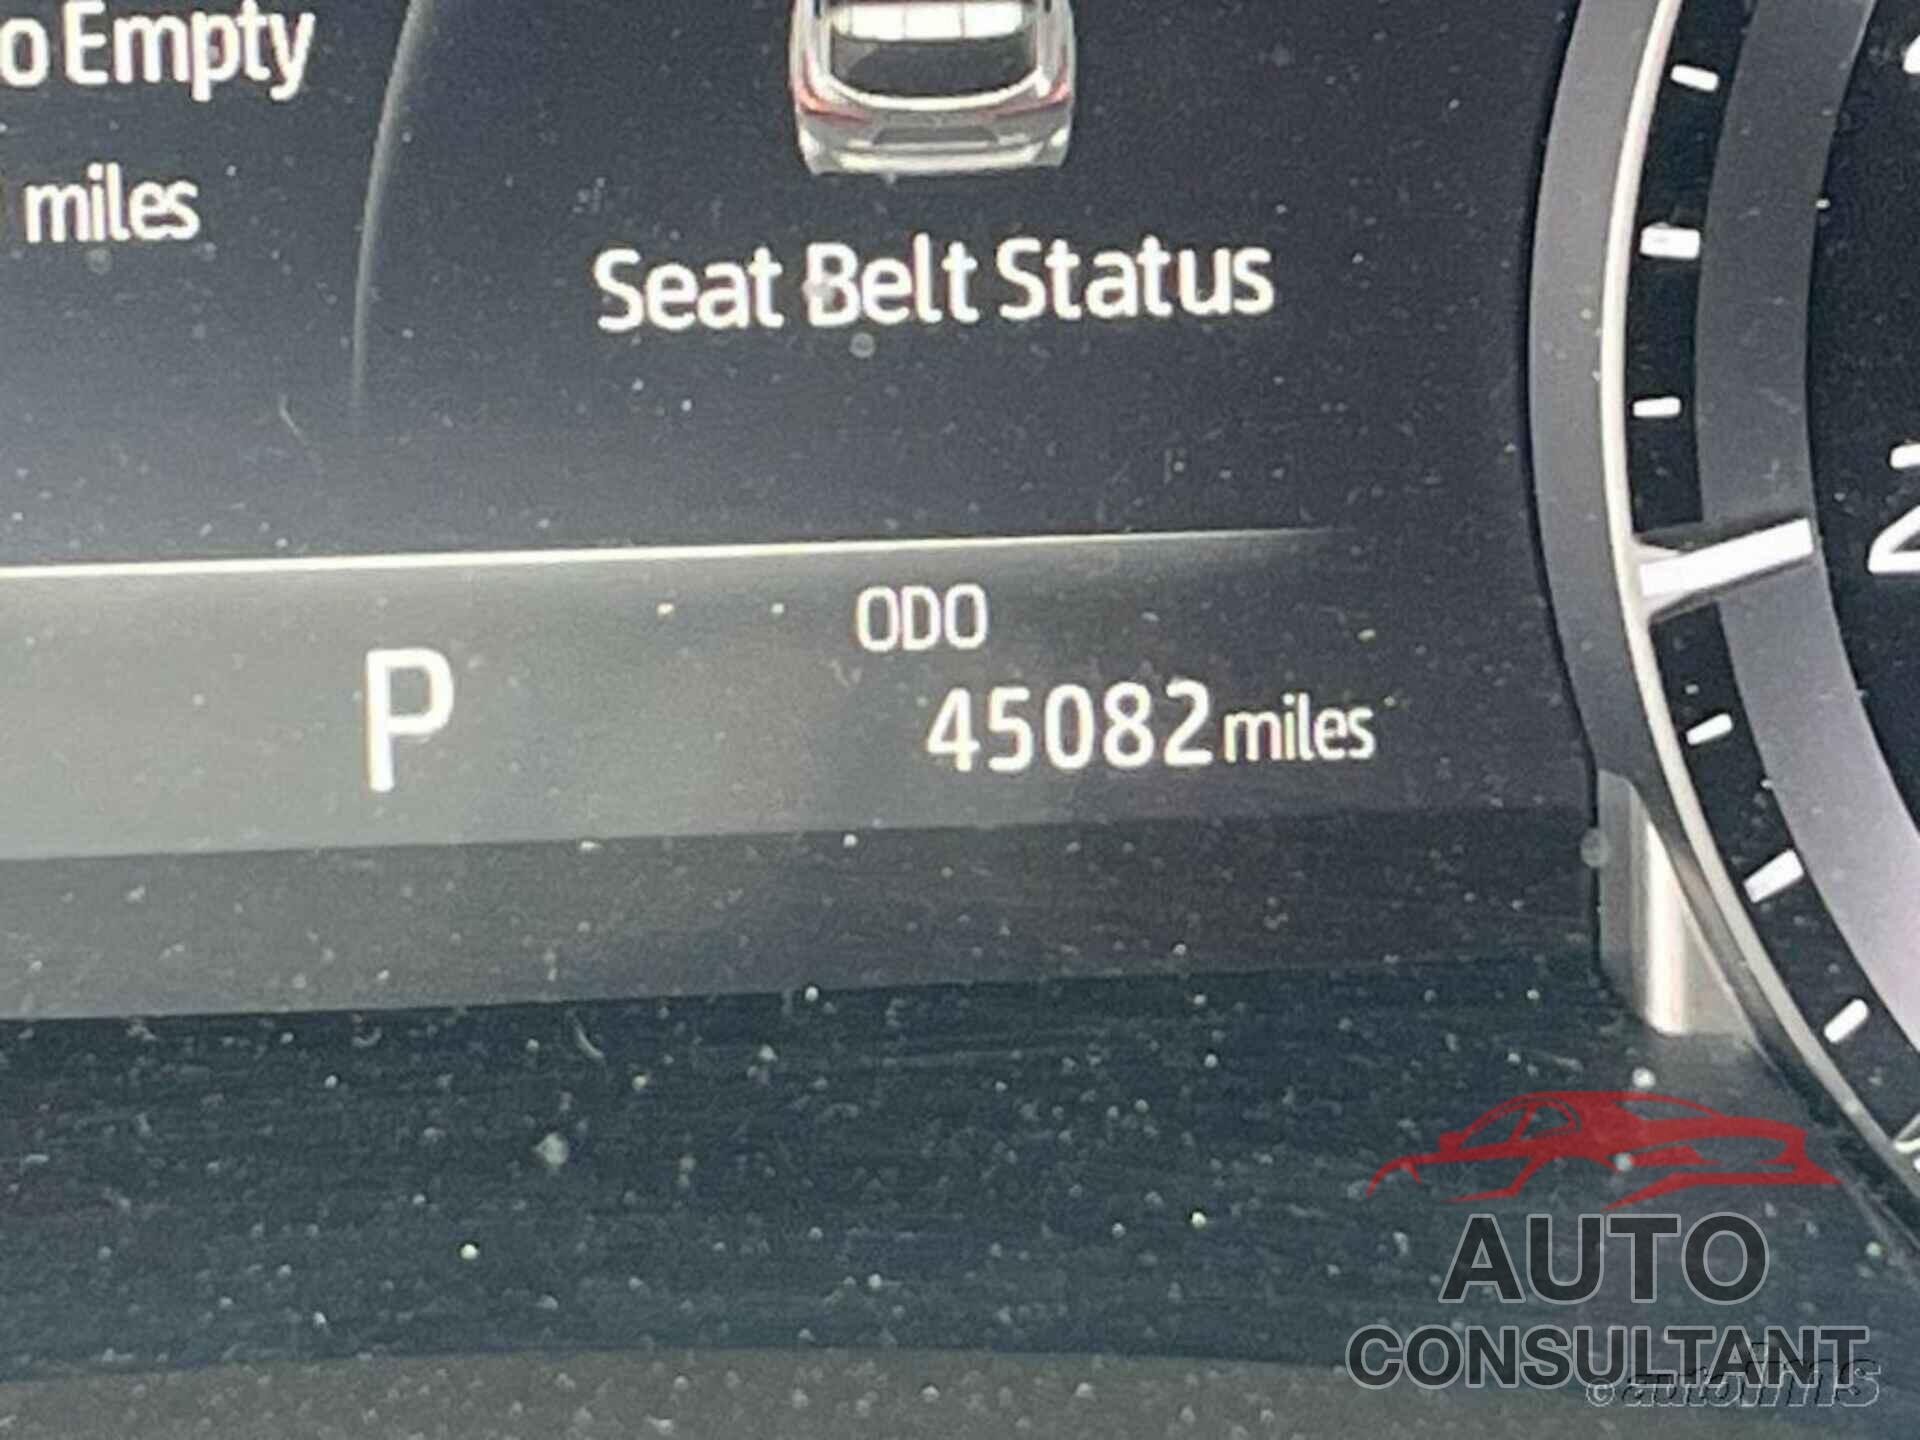 o Empty
miles
Seat Belt Status
ODO
P
45082 miles
AUTO
CONSULTANT